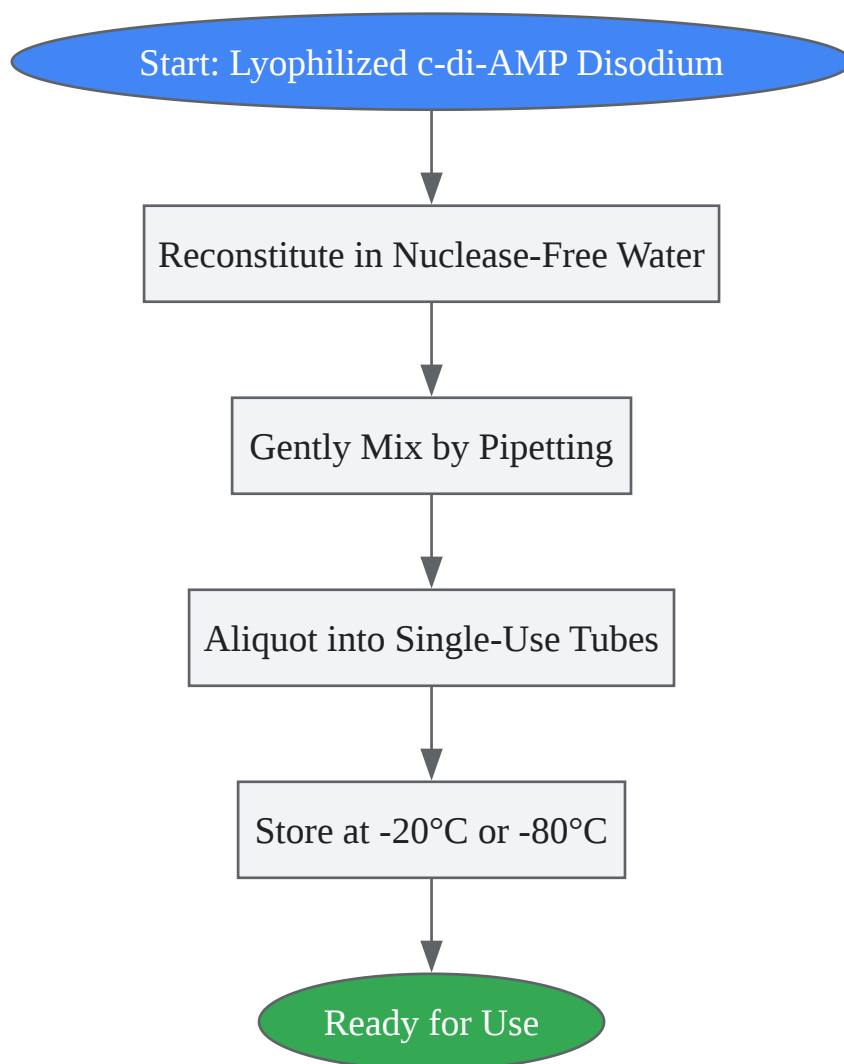 Start: Lyophilized c-di-AMP Disodium
Reconstitute in Nuclease-Free Water
Gently Mix by Pipetting
Aliquot into Single-Use Tubes
Store at -20°C or -80°C
Ready for Use